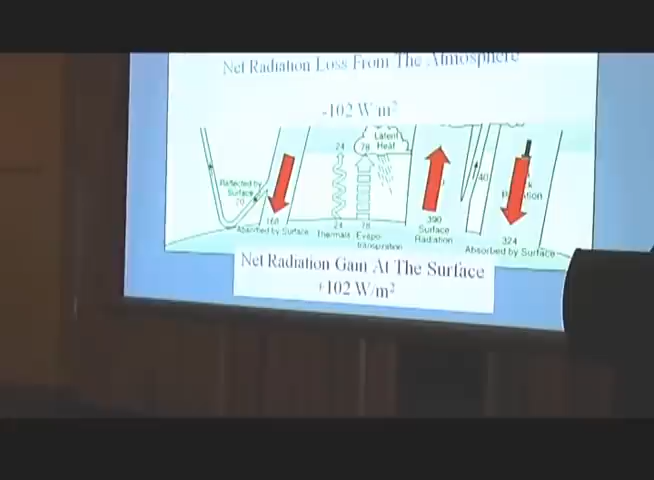 Net Radiation Loss From The Atmosphere
-102 W m²
Latent
Heat
24
78
Reflected by
Surface
20
40
168
Absorbed by Surface
24
Thermals
78
Evapo-
transpiration
390
Surface
Radiation
324
Absorbed by Surface
Net Radiation Gain At The Surface
+102 W/m²